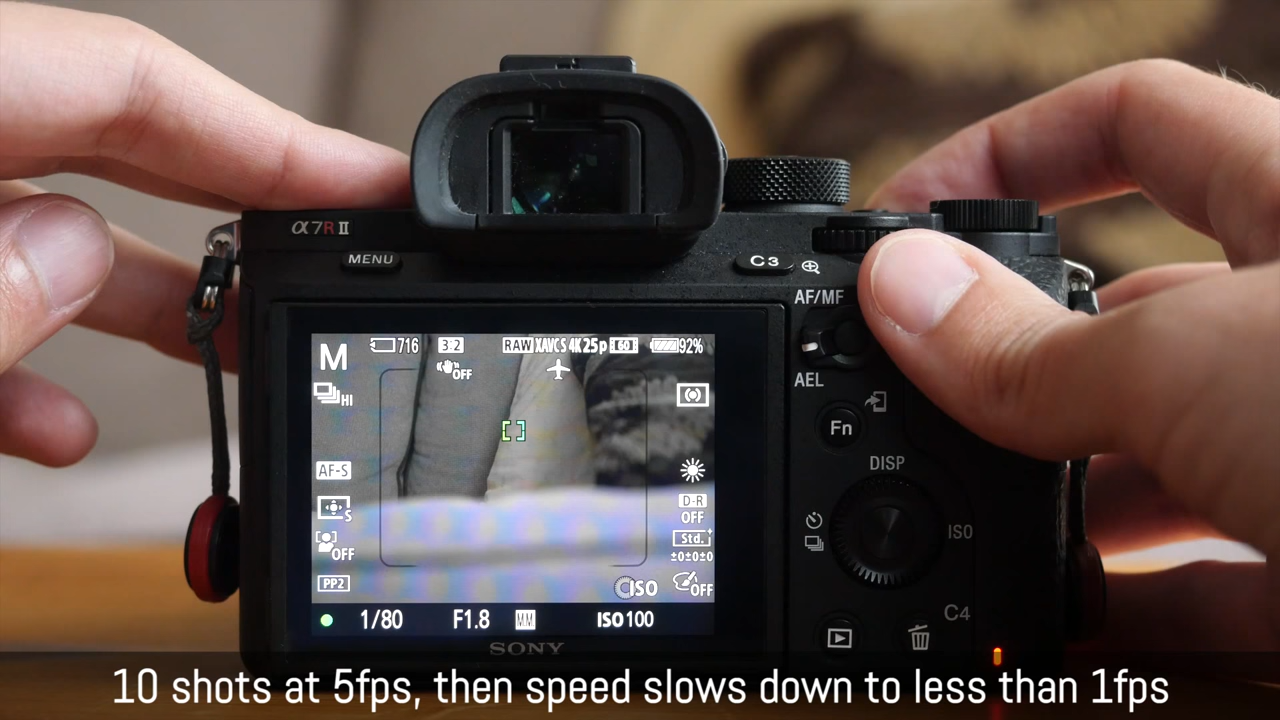 α7RII
MENU
C3
AF/MF
AEL
M
716
3:2
RAW XAVC S 4K 25p 60
92%
OFF
HI
AF-S
S
D-R
OFF
OFF
Std.
±0±0±0
PP2
ISO
OFF
1/80
F1.8
MM
ISO 100
Fn
DISP
ISO
C4
SONY
10 shots at 5fps, then speed slows down to less than 1fps